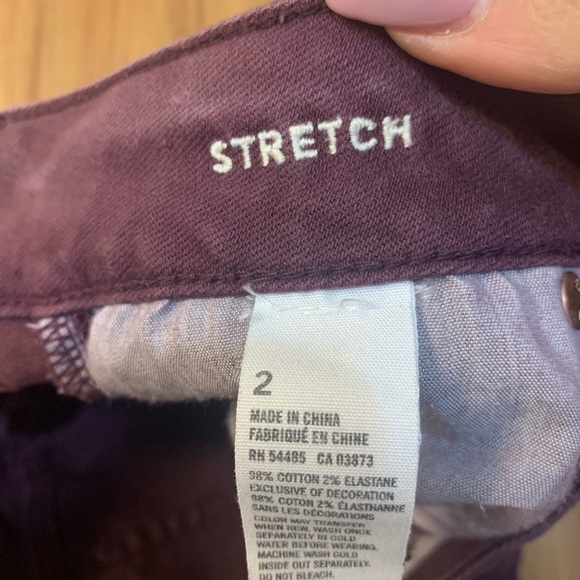 STRETCH
2
MADE IN CHINA
FABRIQUÉ EN CHINE
RN 54485 CA 03873
98% COTTON 2% ELASTANE
EXCLUSIVE OF DECORATION
98% COTON 2% ÉLASTHANNE
SANS LES DÉCORATIONS
COLOR MAY TRANSFER
WHEN NEW. WASH ONCE
SEPARATELY IN COLD
WATER BEFORE WEARING.
MACHINE WASH COLD
INSIDE OUT SEPARATELY.
DO NOT BLEACH.